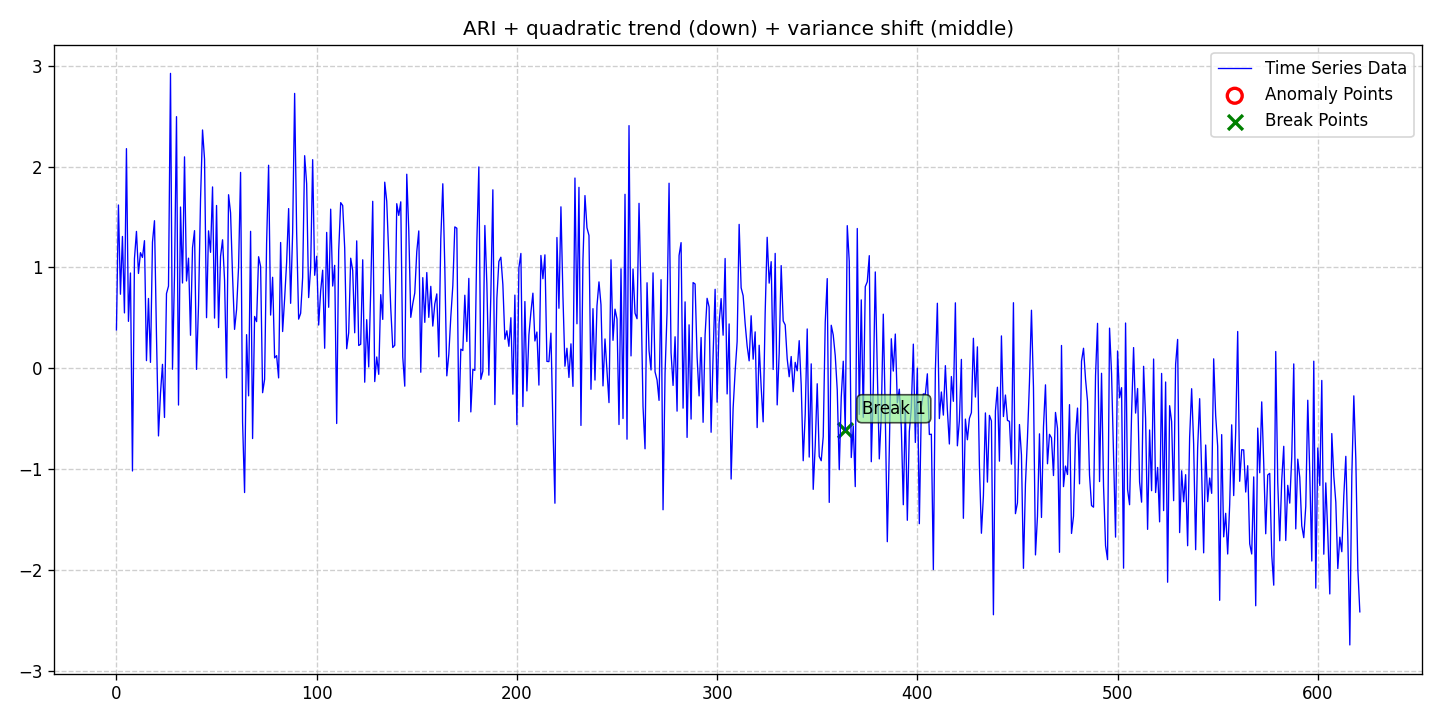 ARI + quadratic trend (down) + variance shift (middle)
Time Series Data
Anomaly Points
Break Points
Break 1
3
2
1
0
−1
−2
−3
0 100 200 300 400 500 600